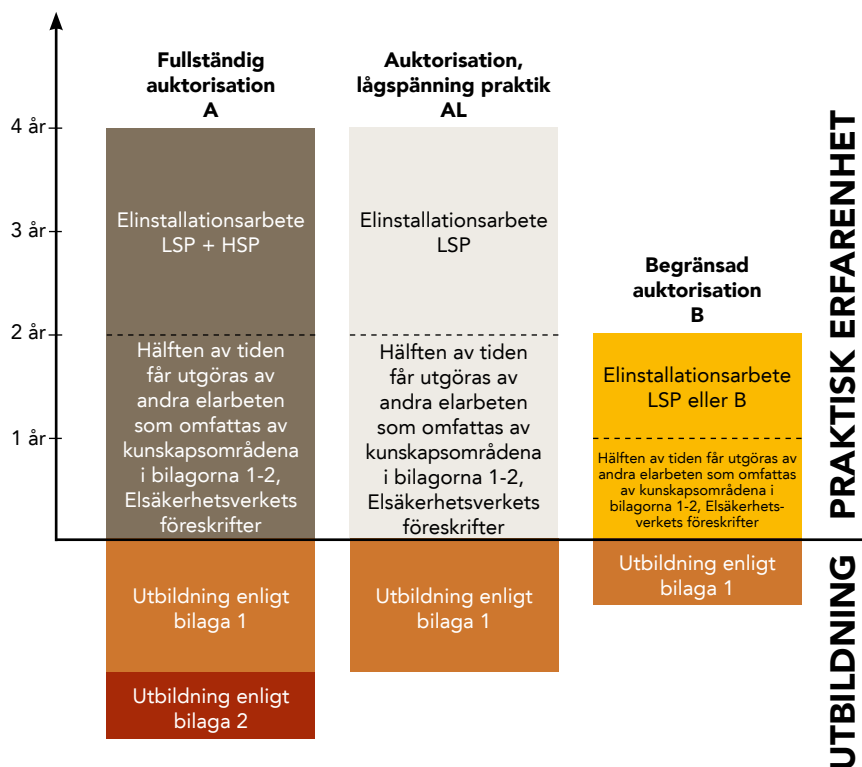 Fullständig
auktorisation
A
Auktorisation,
lågspänning praktik
AL
Begränsad
auktorisation
B
4 år
3 år
2 år
1 år
Elinstallationsarbete
LSP + HSP
Hälften av tiden
får utgöras av
andra elarbeten
som omfattas av
kunskapsområdena
i bilagorna 1-2,
Elsäkerhetsverkets
föreskrifter
Utbildning enligt
bilaga 1
Utbildning enligt
bilaga 2
Elinstallationsarbete
LSP
Hälften av tiden
får utgöras av
andra elarbeten
som omfattas av
kunskapsområdena
i bilagorna 1-2,
Elsäkerhetsverkets
föreskrifter
Utbildning enligt
bilaga 1
Elinstallationsarbete
LSP eller B
Hälften av tiden får utgöras av
andra elarbeten som omfattas
av kunskapsområdena i
bilagorna 1-2, Elsäkerhets-
verkets föreskrifter
Utbildning enligt
bilaga 1
PRAKTISK ERFARENHET
UTBILDNING